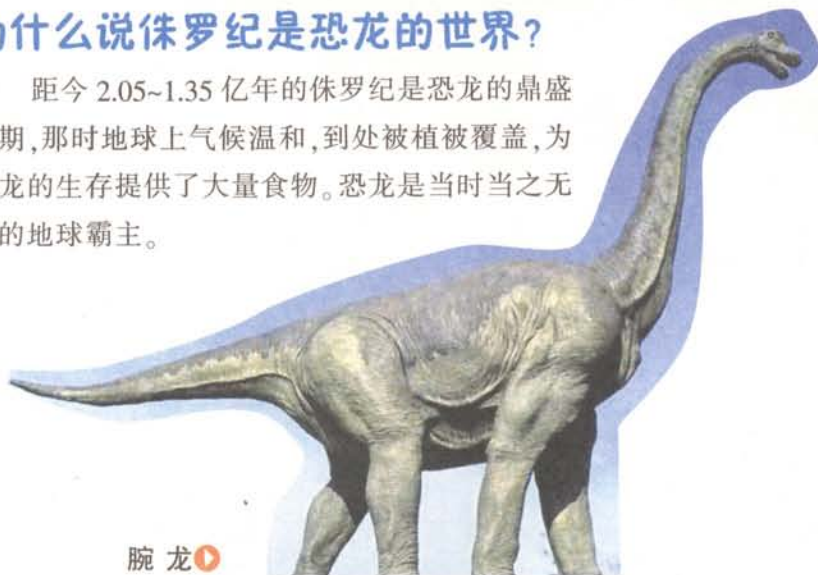 什么说侏罗纪是恐龙的世界?
距今 2.05~1.35 亿年的侏罗纪是恐龙的鼎盛
期,那时地球上气候温和,到处被植被覆盖,为
龙的生存提供了大量食物。恐龙是当时当之无
的地球霸主。
腕 龙